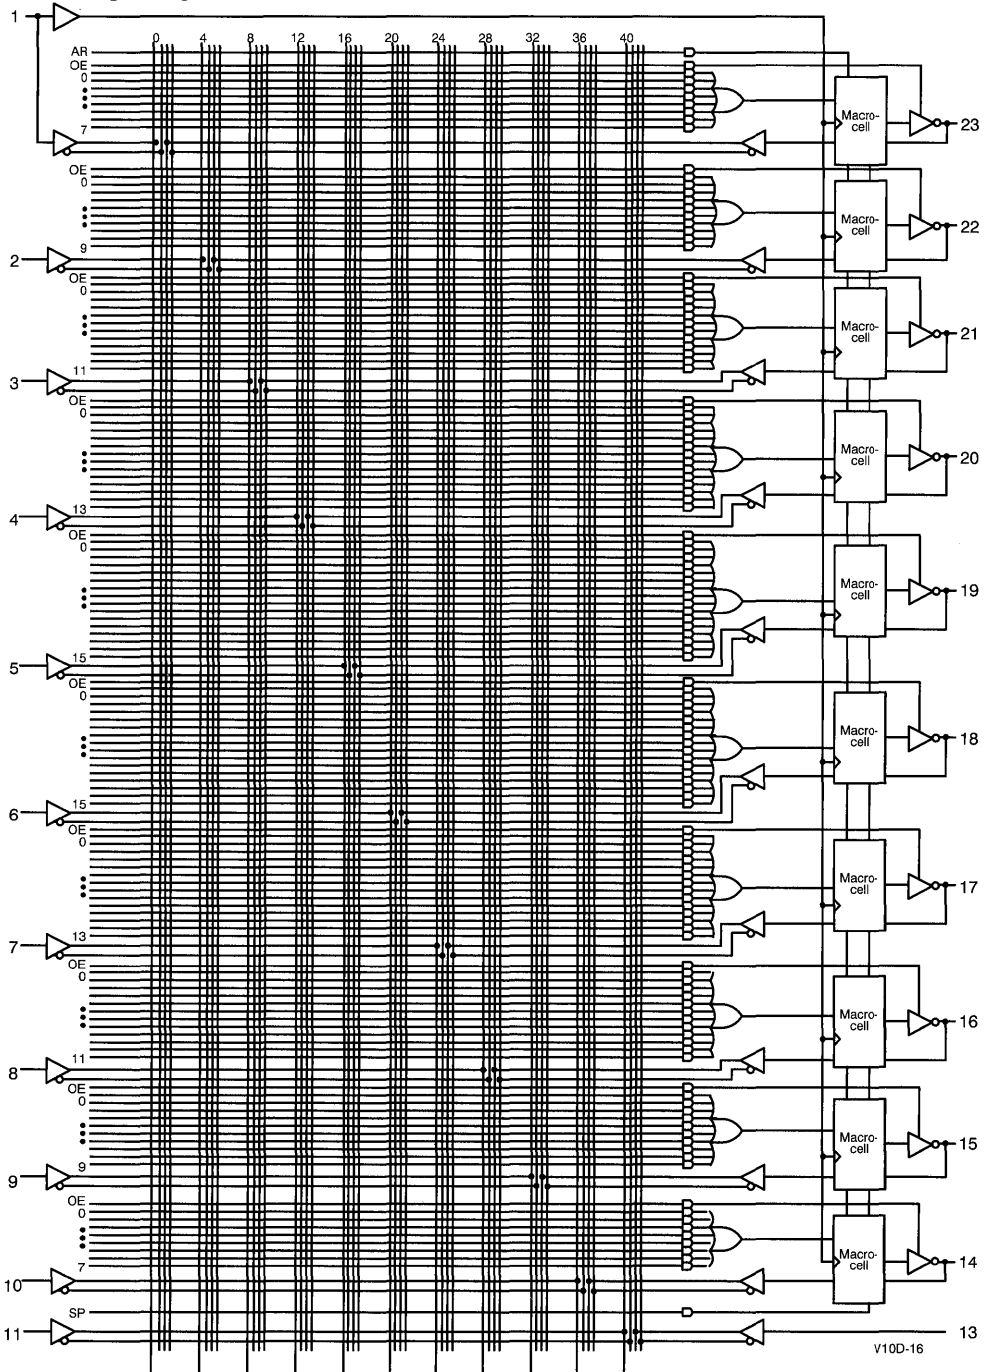 1
0 4 8 12 16 20 24 28 32 36 40
AR
OE
0
7
Macro-
cell
23
OE
0
9
Macro-
cell
22
2
OE
0
11
Macro-
cell
21
3
OE
0
13
Macro-
cell
20
4
OE
0
15
Macro-
cell
19
5
OE
0
15
Macro-
cell
18
6
OE
0
13
Macro-
cell
17
7
OE
0
11
Macro-
cell
16
8
OE
0
9
Macro-
cell
15
9
OE
0
7
Macro-
cell
14
10
SP
11
13
V10D-16